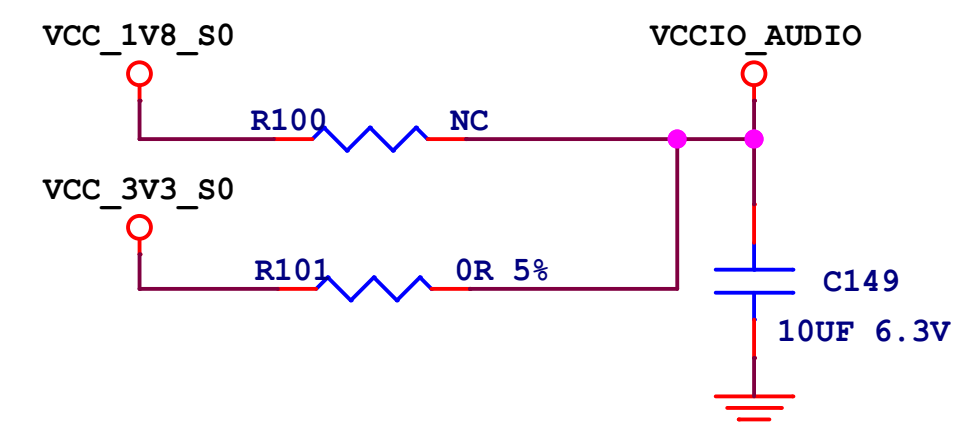 VCC_1V8_S0
VCCIO_AUDIO
R100 NC
VCC_3V3_S0
R101 0R 5%
C149
10UF 6.3V